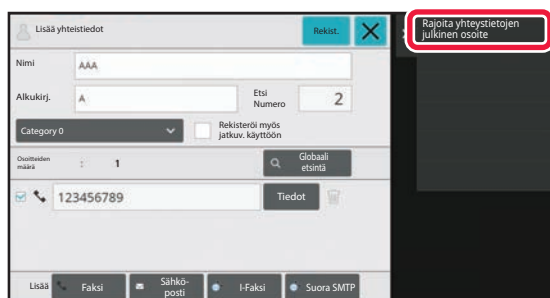 Lisää yhteistiedot
Rekist.
Rajoita yhteystietojen
julkinen osoite
Nimi
AAA
Alkukirj.
A
Etsi
Numero
2
Category 0
Rekisteröi myös
jatkuv. käyttöön
Osoitteiden
määrä
:
1
Globaali
etsintä
123456789
Tiedot
Lisää
Faksi
Sähkö-
posti
I-Faksi
Suora SMTP